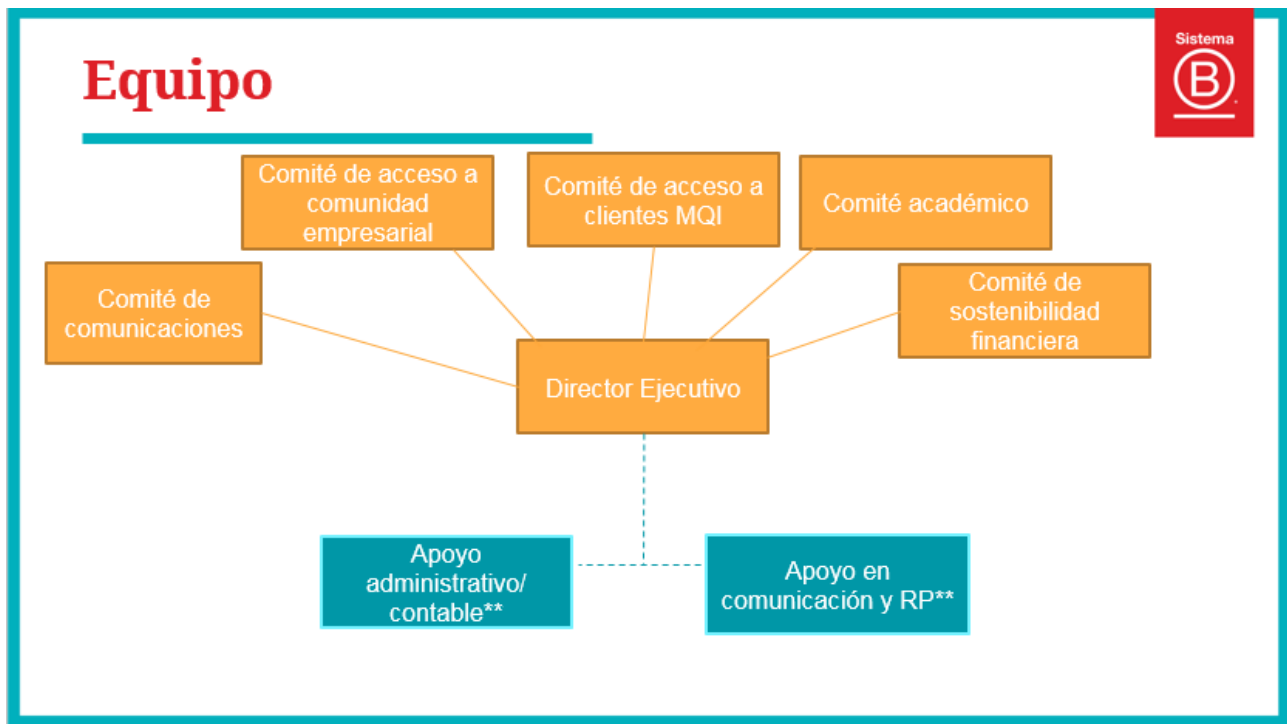 Equipo
Sistema
B
Comité de acceso a
comunidad
empresarial
Comité de acceso a
clientes MQI
Comité académico
Comité de
comunicaciones
Comité de
sostenibilidad
financiera
Director Ejecutivo
Apoyo
administrativo/
contable**
Apoyo en
comunicación y RP**